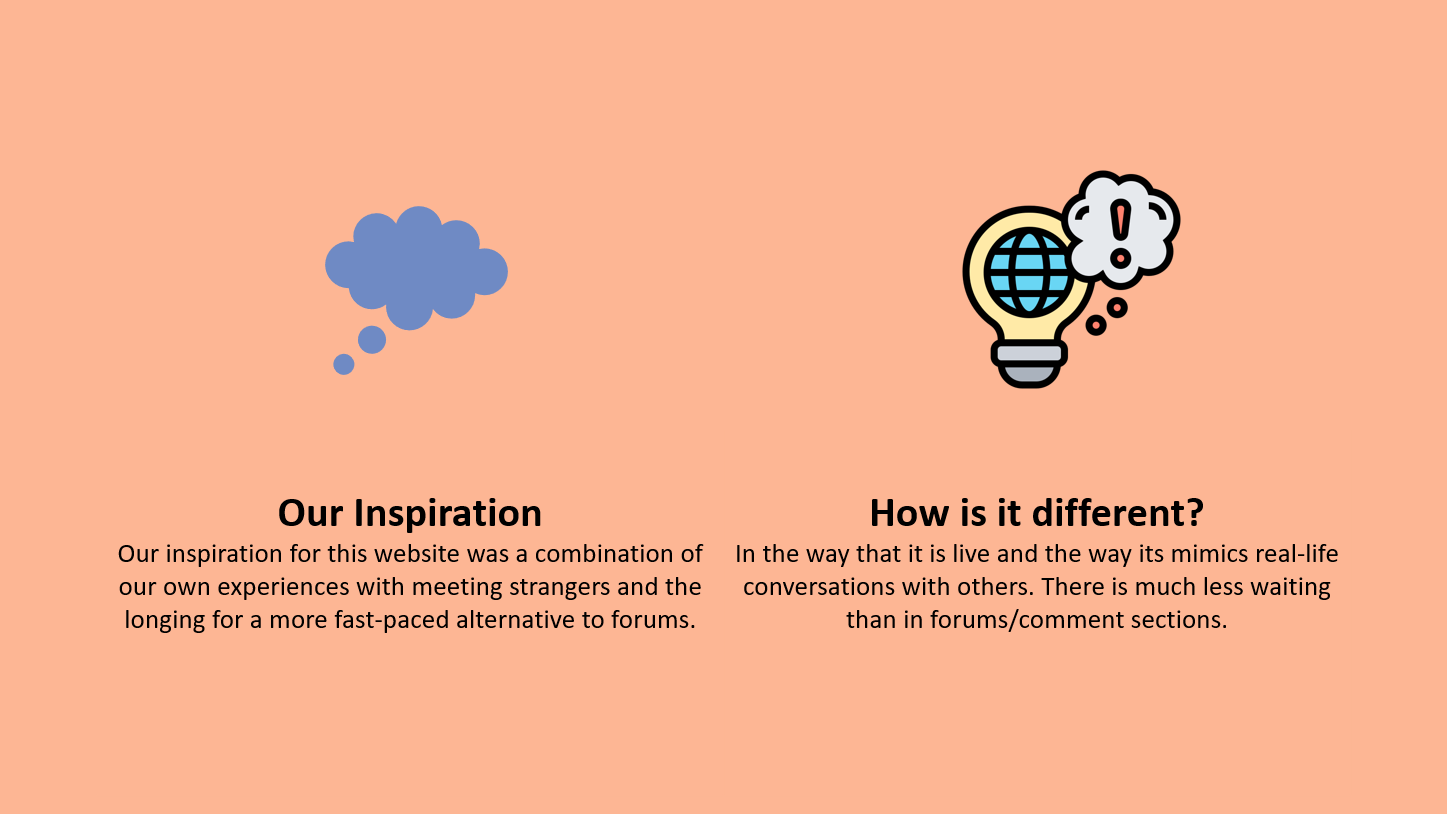 Our Inspiration
Our inspiration for this website was a combination of
our own experiences with meeting strangers and the
longing for a more fast-paced alternative to forums.
How is it different?
In the way that it is live and the way its mimics real-life
conversations with others. There is much less waiting
than in forums/comment sections.